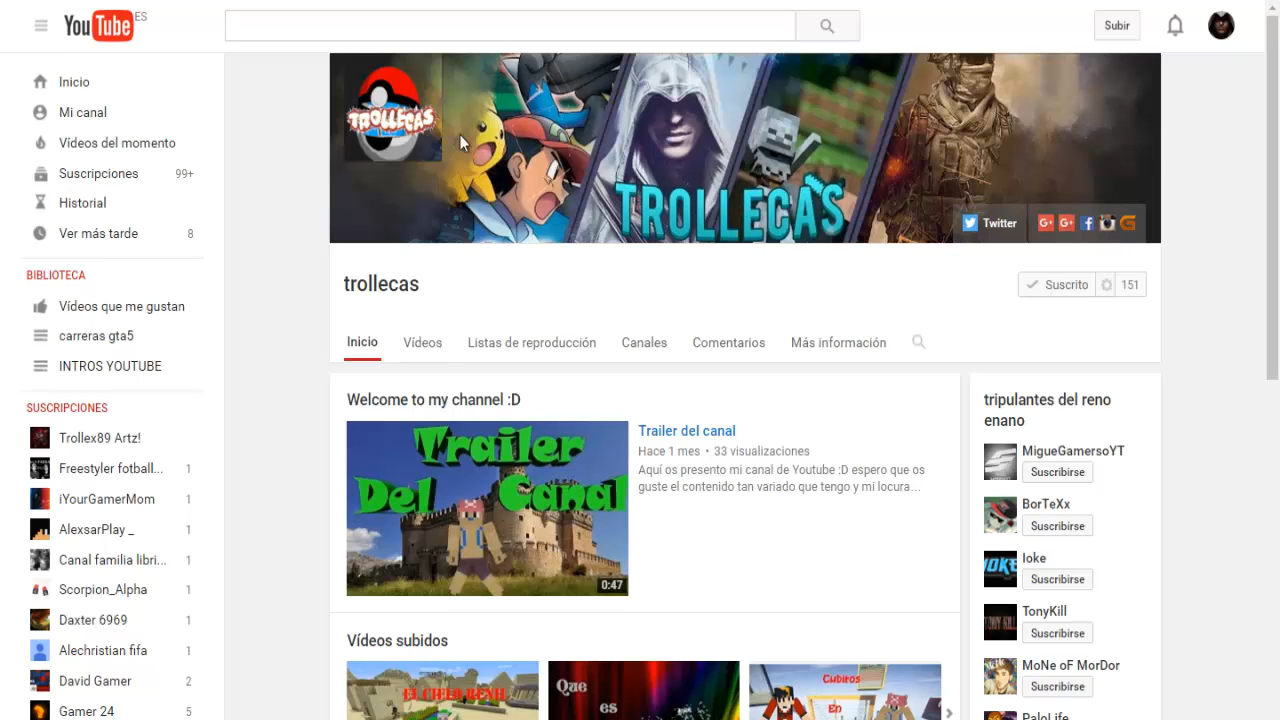 YouTube ES
Subir
Inicio
Mi canal
Vídeos del momento
Suscripciones 99+
Historial
Ver más tarde 8
BIBLIOTECA
Vídeos que me gustan
carreras gta5
INTROS YOUTUBE
SUSCRIPCIONES
Trollex89 Artz!
Freestyler fotball... 1
iYourGamerMom 1
AlexsarPlay _ 1
Canal familia libri... 1
Scorpion_Alpha 1
Daxter 6969 1
Alechristian fifa 1
David Gamer 2
Gamer 24 5
TROLLECAS
TROLLECAS
Twitter
trollecas
Suscrito 151
Inicio Vídeos Listas de reproducción Canales Comentarios Más información
Welcome to my channel :D
Trailer
Del Canal
0:47
Trailer del canal
Hace 1 mes • 33 visualizaciones
Aquí os presento mi canal de Youtube :D espero que os
guste el contenido tan variado que tengo y mi locura...
Vídeos subidos
Que
es
Cubiros
En
tripulantes del reno
enano
MigueGamersoYT
Suscribirse
BorTeXx
Suscribirse
Ioke
Suscribirse
TonyKill
Suscribirse
MoNe oF MorDor
Suscribirse
PaloLife